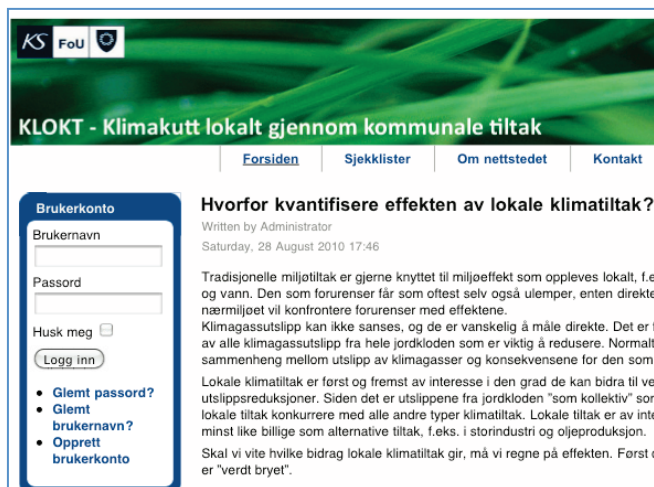 KS FoU
KLOKT - Klimakutt lokalt gjennom kommunale tiltak
Forsiden Sjekklister Om nettstedet Kontakt
Brukerkonto
Brukernavn
Passord
Husk meg
Logg inn
Glemt passord?
Glemt
brukernavn?
Opprett
brukerkonto
Hvorfor kvantifisere effekten av lokale klimatiltak?
Written by Administrator
Saturday, 28 August 2010 17:46
Tradisjonelle miljøtiltak er gjerne knyttet til miljøeffekt som oppleves lokalt, f.e
og vann. Den som forurenser får som oftest selv også ulemper, enten direkte
nærmiljøet vil konfrontere forurenser med effektene.
Klimagassutslipp kan ikke sanses, og de er vanskelig å måle direkte. Det er
av alle klimagassutslipp fra hele jordkloden som er viktig å redusere. Normalt
sammenheng mellom utslipp av klimagasser og konsekvensene for den som
Lokale klimatiltak er først og fremst av interesse i den grad de kan bidra til ve
utslippsreduksjoner. Siden det er utslippene fra jordkloden "som kollektiv" so
lokale tiltak konkurrere med alle andre typer klimatiltak. Lokale tiltak er av inte
minst like billige som alternative tiltak, f.eks. i storindustri og oljeproduksjon.
Skal vi vite hvilke bidrag lokale klimatiltak gir, må vi regne på effekten. Først
er "verdt bryet".